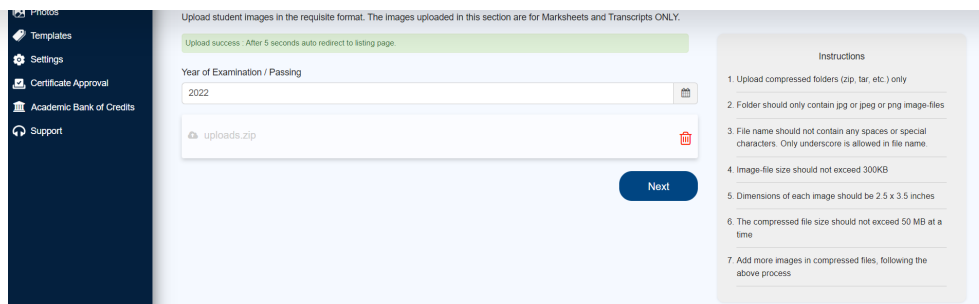 Photos
Templates
Settings
Certificate Approval
Academic Bank of Credits
Support
Upload student images in the requisite format. The images uploaded in this section are for Marksheets and Transcripts ONLY.
Upload success : After 5 seconds auto redirect to listing page.
Year of Examination / Passing
2022
uploads.zip
Next
Instructions
1. Upload compressed folders (zip, tar, etc.) only
2. Folder should only contain jpg or jpeg or png image-files
3. File name should not contain any spaces or special
characters. Only underscore is allowed in file name.
4. Image-file size should not exceed 300KB
5. Dimensions of each image should be 2.5 x 3.5 inches
6. The compressed file size should not exceed 50 MB at a
time
7. Add more images in compressed files, following the
above process